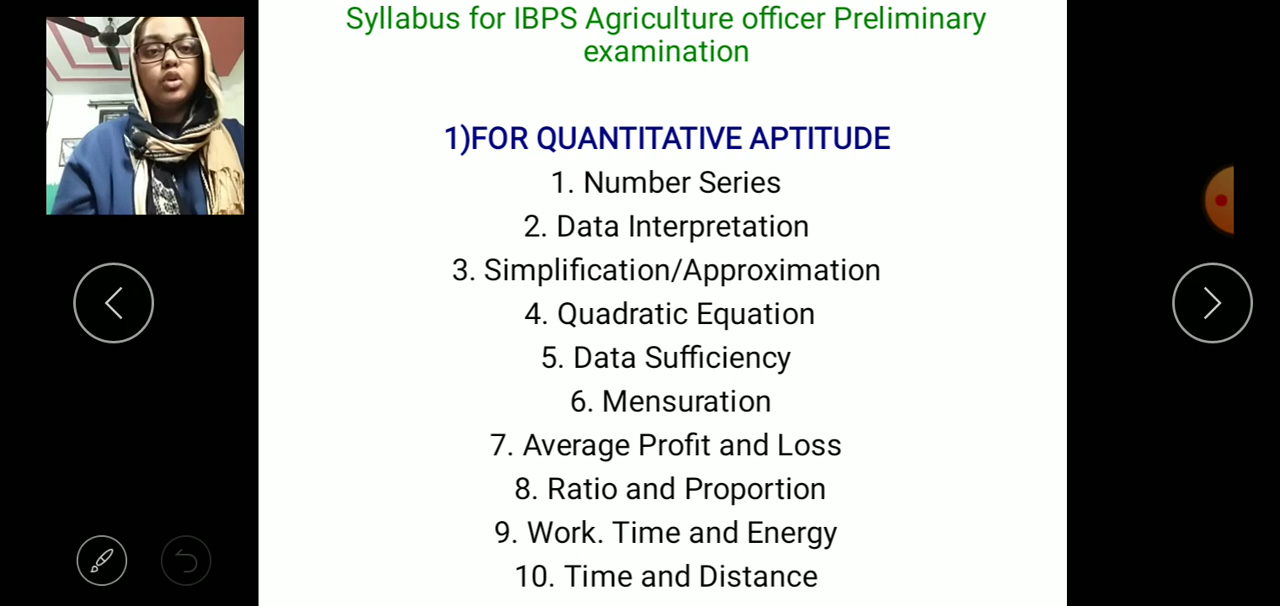 Syllabus for IBPS Agriculture officer Preliminary
examination
1)FOR QUANTITATIVE APTITUDE
1. Number Series
2. Data Interpretation
3. Simplification/Approximation
4. Quadratic Equation
5. Data Sufficiency
6. Mensuration
7. Average Profit and Loss
8. Ratio and Proportion
9. Work. Time and Energy
10. Time and Distance